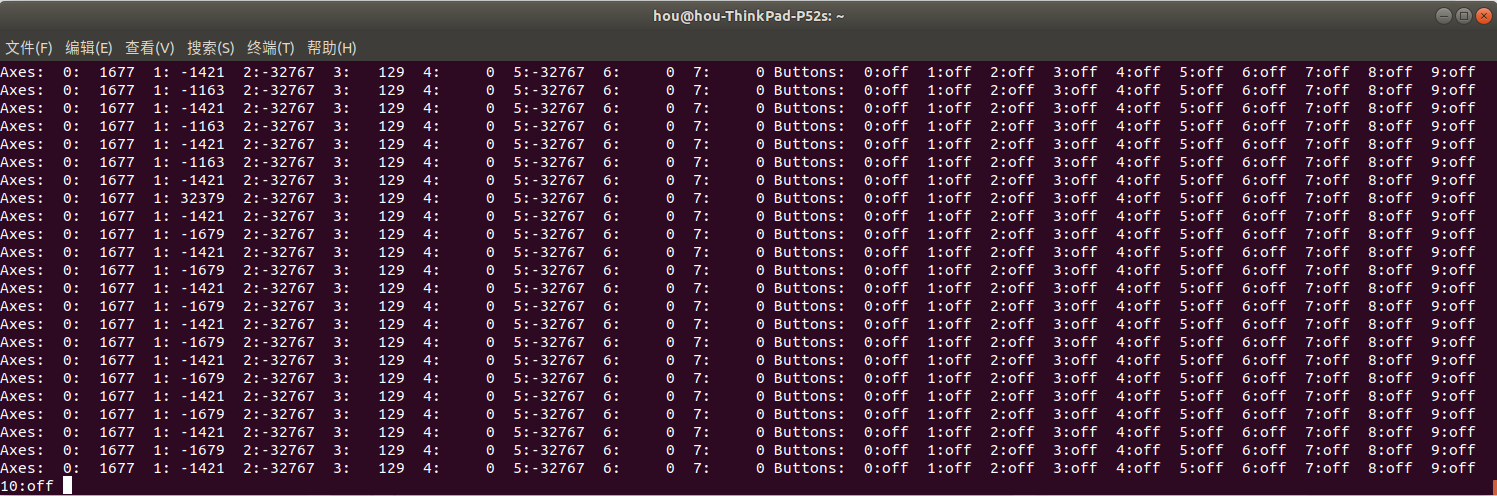 hou@hou-ThinkPad-P52s: ~
文件(F) 编辑(E) 查看(V) 搜索(S) 终端(T) 帮助(H)
Axes:  0:  1677  1: -1421  2:-32767  3:   129  4:     0  5:-32767  6:     0  7:     0 Buttons:  0:off  1:off  2:off  3:off  4:off  5:off  6:off  7:off  8:off  9:off
Axes:  0:  1677  1: -1163  2:-32767  3:   129  4:     0  5:-32767  6:     0  7:     0 Buttons:  0:off  1:off  2:off  3:off  4:off  5:off  6:off  7:off  8:off  9:off
Axes:  0:  1677  1: -1421  2:-32767  3:   129  4:     0  5:-32767  6:     0  7:     0 Buttons:  0:off  1:off  2:off  3:off  4:off  5:off  6:off  7:off  8:off  9:off
Axes:  0:  1677  1: -1163  2:-32767  3:   129  4:     0  5:-32767  6:     0  7:     0 Buttons:  0:off  1:off  2:off  3:off  4:off  5:off  6:off  7:off  8:off  9:off
Axes:  0:  1677  1: -1421  2:-32767  3:   129  4:     0  5:-32767  6:     0  7:     0 Buttons:  0:off  1:off  2:off  3:off  4:off  5:off  6:off  7:off  8:off  9:off
Axes:  0:  1677  1: -1163  2:-32767  3:   129  4:     0  5:-32767  6:     0  7:     0 Buttons:  0:off  1:off  2:off  3:off  4:off  5:off  6:off  7:off  8:off  9:off
Axes:  0:  1677  1: -1421  2:-32767  3:   129  4:     0  5:-32767  6:     0  7:     0 Buttons:  0:off  1:off  2:off  3:off  4:off  5:off  6:off  7:off  8:off  9:off
Axes:  0:  1677  1: 32379  2:-32767  3:   129  4:     0  5:-32767  6:     0  7:     0 Buttons:  0:off  1:off  2:off  3:off  4:off  5:off  6:off  7:off  8:off  9:off
Axes:  0:  1677  1: -1421  2:-32767  3:   129  4:     0  5:-32767  6:     0  7:     0 Buttons:  0:off  1:off  2:off  3:off  4:off  5:off  6:off  7:off  8:off  9:off
Axes:  0:  1677  1: -1679  2:-32767  3:   129  4:     0  5:-32767  6:     0  7:     0 Buttons:  0:off  1:off  2:off  3:off  4:off  5:off  6:off  7:off  8:off  9:off
Axes:  0:  1677  1: -1421  2:-32767  3:   129  4:     0  5:-32767  6:     0  7:     0 Buttons:  0:off  1:off  2:off  3:off  4:off  5:off  6:off  7:off  8:off  9:off
Axes:  0:  1677  1: -1679  2:-32767  3:   129  4:     0  5:-32767  6:     0  7:     0 Buttons:  0:off  1:off  2:off  3:off  4:off  5:off  6:off  7:off  8:off  9:off
Axes:  0:  1677  1: -1421  2:-32767  3:   129  4:     0  5:-32767  6:     0  7:     0 Buttons:  0:off  1:off  2:off  3:off  4:off  5:off  6:off  7:off  8:off  9:off
Axes:  0:  1677  1: -1679  2:-32767  3:   129  4:     0  5:-32767  6:     0  7:     0 Buttons:  0:off  1:off  2:off  3:off  4:off  5:off  6:off  7:off  8:off  9:off
Axes:  0:  1677  1: -1421  2:-32767  3:   129  4:     0  5:-32767  6:     0  7:     0 Buttons:  0:off  1:off  2:off  3:off  4:off  5:off  6:off  7:off  8:off  9:off
Axes:  0:  1677  1: -1679  2:-32767  3:   129  4:     0  5:-32767  6:     0  7:     0 Buttons:  0:off  1:off  2:off  3:off  4:off  5:off  6:off  7:off  8:off  9:off
Axes:  0:  1677  1: -1421  2:-32767  3:   129  4:     0  5:-32767  6:     0  7:     0 Buttons:  0:off  1:off  2:off  3:off  4:off  5:off  6:off  7:off  8:off  9:off
Axes:  0:  1677  1: -1679  2:-32767  3:   129  4:     0  5:-32767  6:     0  7:     0 Buttons:  0:off  1:off  2:off  3:off  4:off  5:off  6:off  7:off  8:off  9:off
Axes:  0:  1677  1: -1421  2:-32767  3:   129  4:     0  5:-32767  6:     0  7:     0 Buttons:  0:off  1:off  2:off  3:off  4:off  5:off  6:off  7:off  8:off  9:off
Axes:  0:  1677  1: -1679  2:-32767  3:   129  4:     0  5:-32767  6:     0  7:     0 Buttons:  0:off  1:off  2:off  3:off  4:off  5:off  6:off  7:off  8:off  9:off
Axes:  0:  1677  1: -1421  2:-32767  3:   129  4:     0  5:-32767  6:     0  7:     0 Buttons:  0:off  1:off  2:off  3:off  4:off  5:off  6:off  7:off  8:off  9:off
Axes:  0:  1677  1: -1679  2:-32767  3:   129  4:     0  5:-32767  6:     0  7:     0 Buttons:  0:off  1:off  2:off  3:off  4:off  5:off  6:off  7:off  8:off  9:off
Axes:  0:  1677  1: -1421  2:-32767  3:   129  4:     0  5:-32767  6:     0  7:     0 Buttons:  0:off  1:off  2:off  3:off  4:off  5:off  6:off  7:off  8:off  9:off
10:off